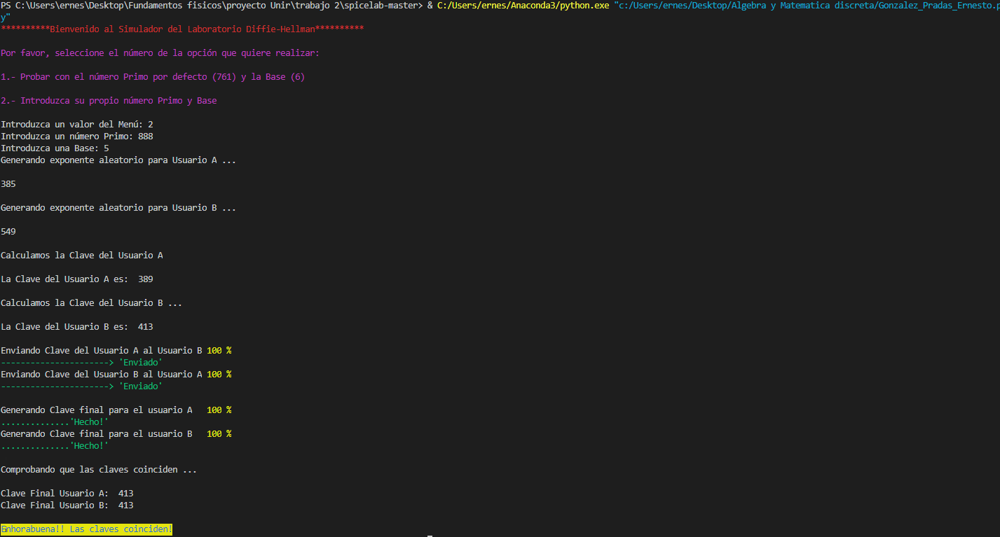 PS C:\Users\ernes\Desktop\Fundamentos fisicos\proyecto Unir\trabajo 2\spicelab-master> & C:/Users/ernes/Anaconda3/python.exe "c:/Users/ernes/Desktop/Algebra y Matematica discreta/Gonzalez_Pradas_Ernesto.p
y"
**********Bienvenido al Simulador del Laboratorio Diffie-Hellman**********
Por favor, seleccione el número de la opción que quiere realizar:
1.- Probar con el número Primo por defecto (761) y la Base (6)
2.- Introduzca su propio número Primo y Base
Introduzca un valor del Menú: 2
Introduzca un número Primo: 888
Introduzca una Base: 5
Generando exponente aleatorio para Usuario A ...
385
Generando exponente aleatorio para Usuario B ...
549
Calculamos la Clave del Usuario A
La Clave del Usuario A es:  389
Calculamos la Clave del Usuario B ...
La Clave del Usuario B es:  413
Enviando Clave del Usuario A al Usuario B 100 %
----------------------> 'Enviado'
Enviando Clave del Usuario B al Usuario A 100 %
----------------------> 'Enviado'
Generando Clave final para el usuario A   100 %
..............'Hecho!'
Generando Clave final para el usuario B   100 %
..............'Hecho!'
Comprobando que las claves coinciden ...
Clave Final Usuario A:  413
Clave Final Usuario B:  413
Enhorabuena!! Las claves coinciden!